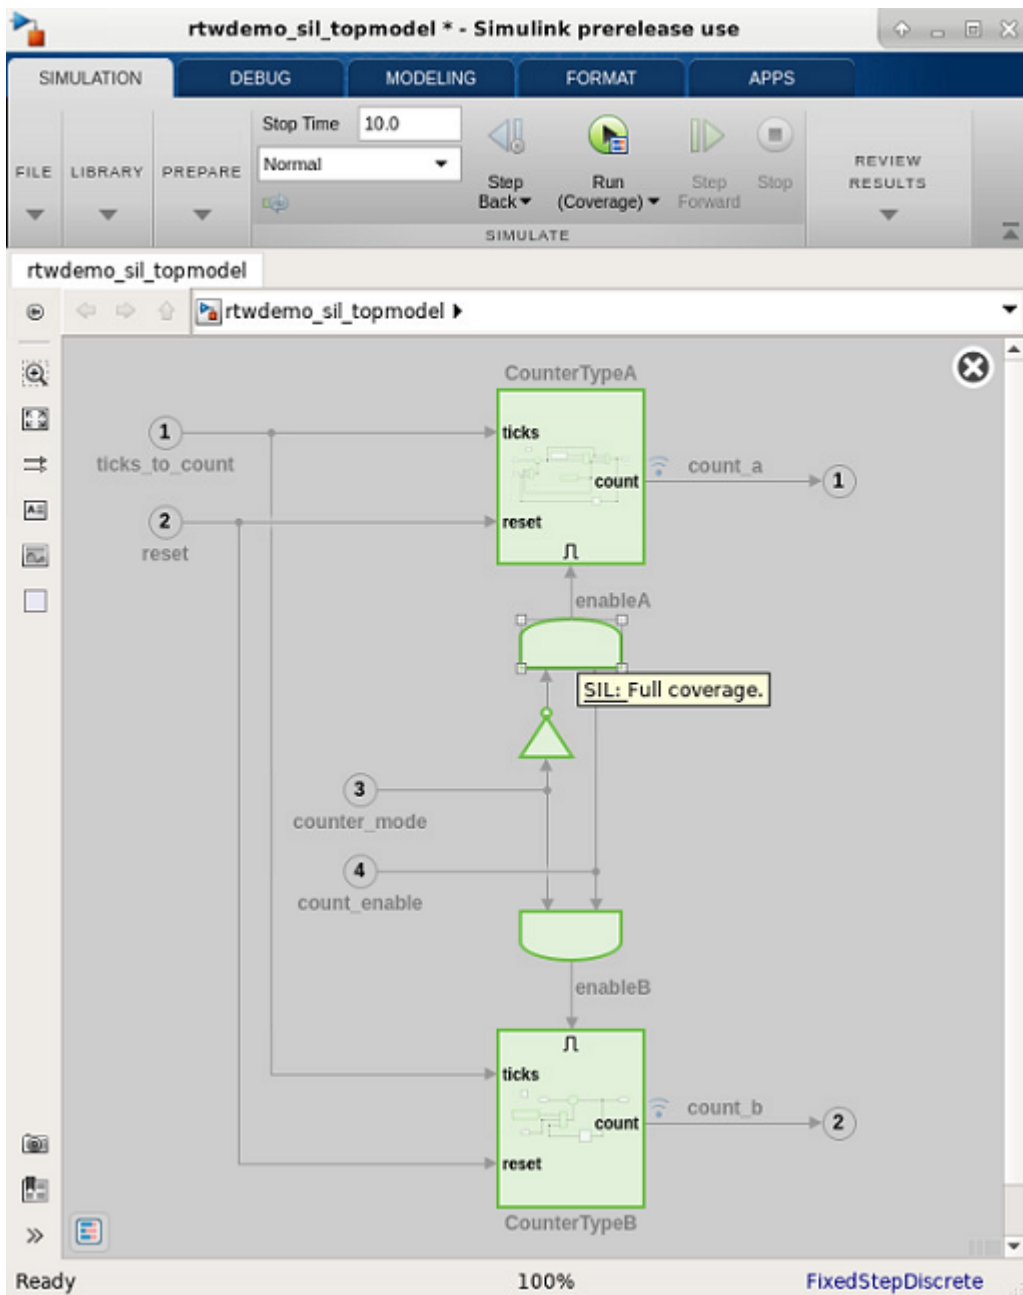 rtwdemo_sil_topmodel * - Simulink prerelease use
SIMULATION DEBUG MODELING FORMAT APPS
FILE LIBRARY PREPARE
Stop Time 10.0
Normal
Step Back
Run (Coverage)
Step Forward
Stop
SIMULATE
REVIEW RESULTS
rtwdemo_sil_topmodel
rtwdemo_sil_topmodel
CounterTypeA
1
ticks_to_count
ticks
count
count_a
1
2
reset
reset
enableA
SIL: Full coverage.
3
counter_mode
4
count_enable
enableB
ticks
count
count_b
2
reset
CounterTypeB
Ready 100% FixedStepDiscrete